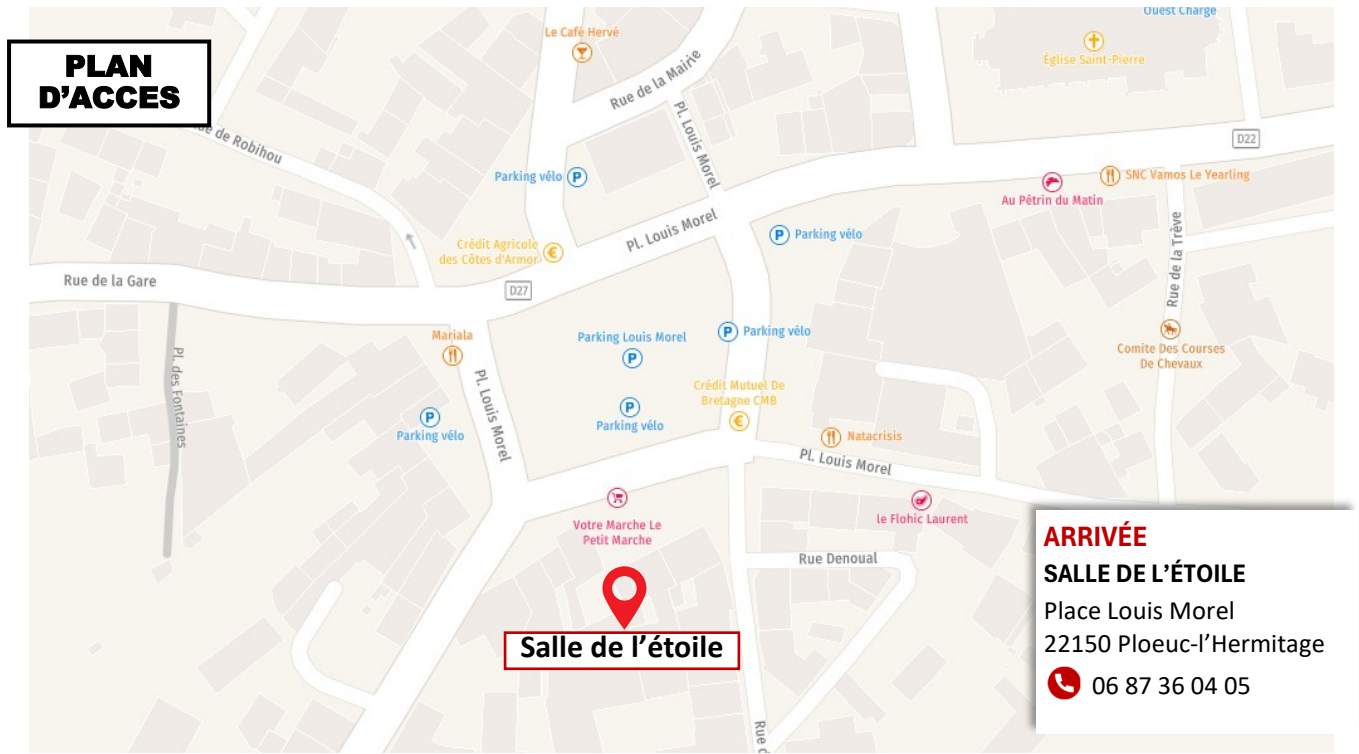 PLAN
D’ACCES
Ouest Charge
Le Café Hervé
Église Saint-Pierre
Rue de la Mairie
Pl. Louis Morel
D22
de Robihou
Parking vélo
SNC Vamos Le Yearling
Au Pétrin du Matin
Pl. Louis Morel
Parking vélo
Crédit Agricole
des Côtes d'Armor
Rue de la Trève
Rue de la Gare
D27
Mariala
Parking Louis Morel
Parking vélo
Comite Des Courses
De Chevaux
Pl. des Fontaines
Pl. Louis Morel
Crédit Mutuel De
Bretagne CMB
Parking vélo
Parking vélo
Natacrisis
Pl. Louis Morel
Votre Marche Le
Petit Marche
le Flohic Laurent
Rue Denoual
Salle de l’étoile
Rue
ARRIVÉE
SALLE DE L’ÉTOILE
Place Louis Morel
22150 Ploeuc-l’Hermitage
06 87 36 04 05